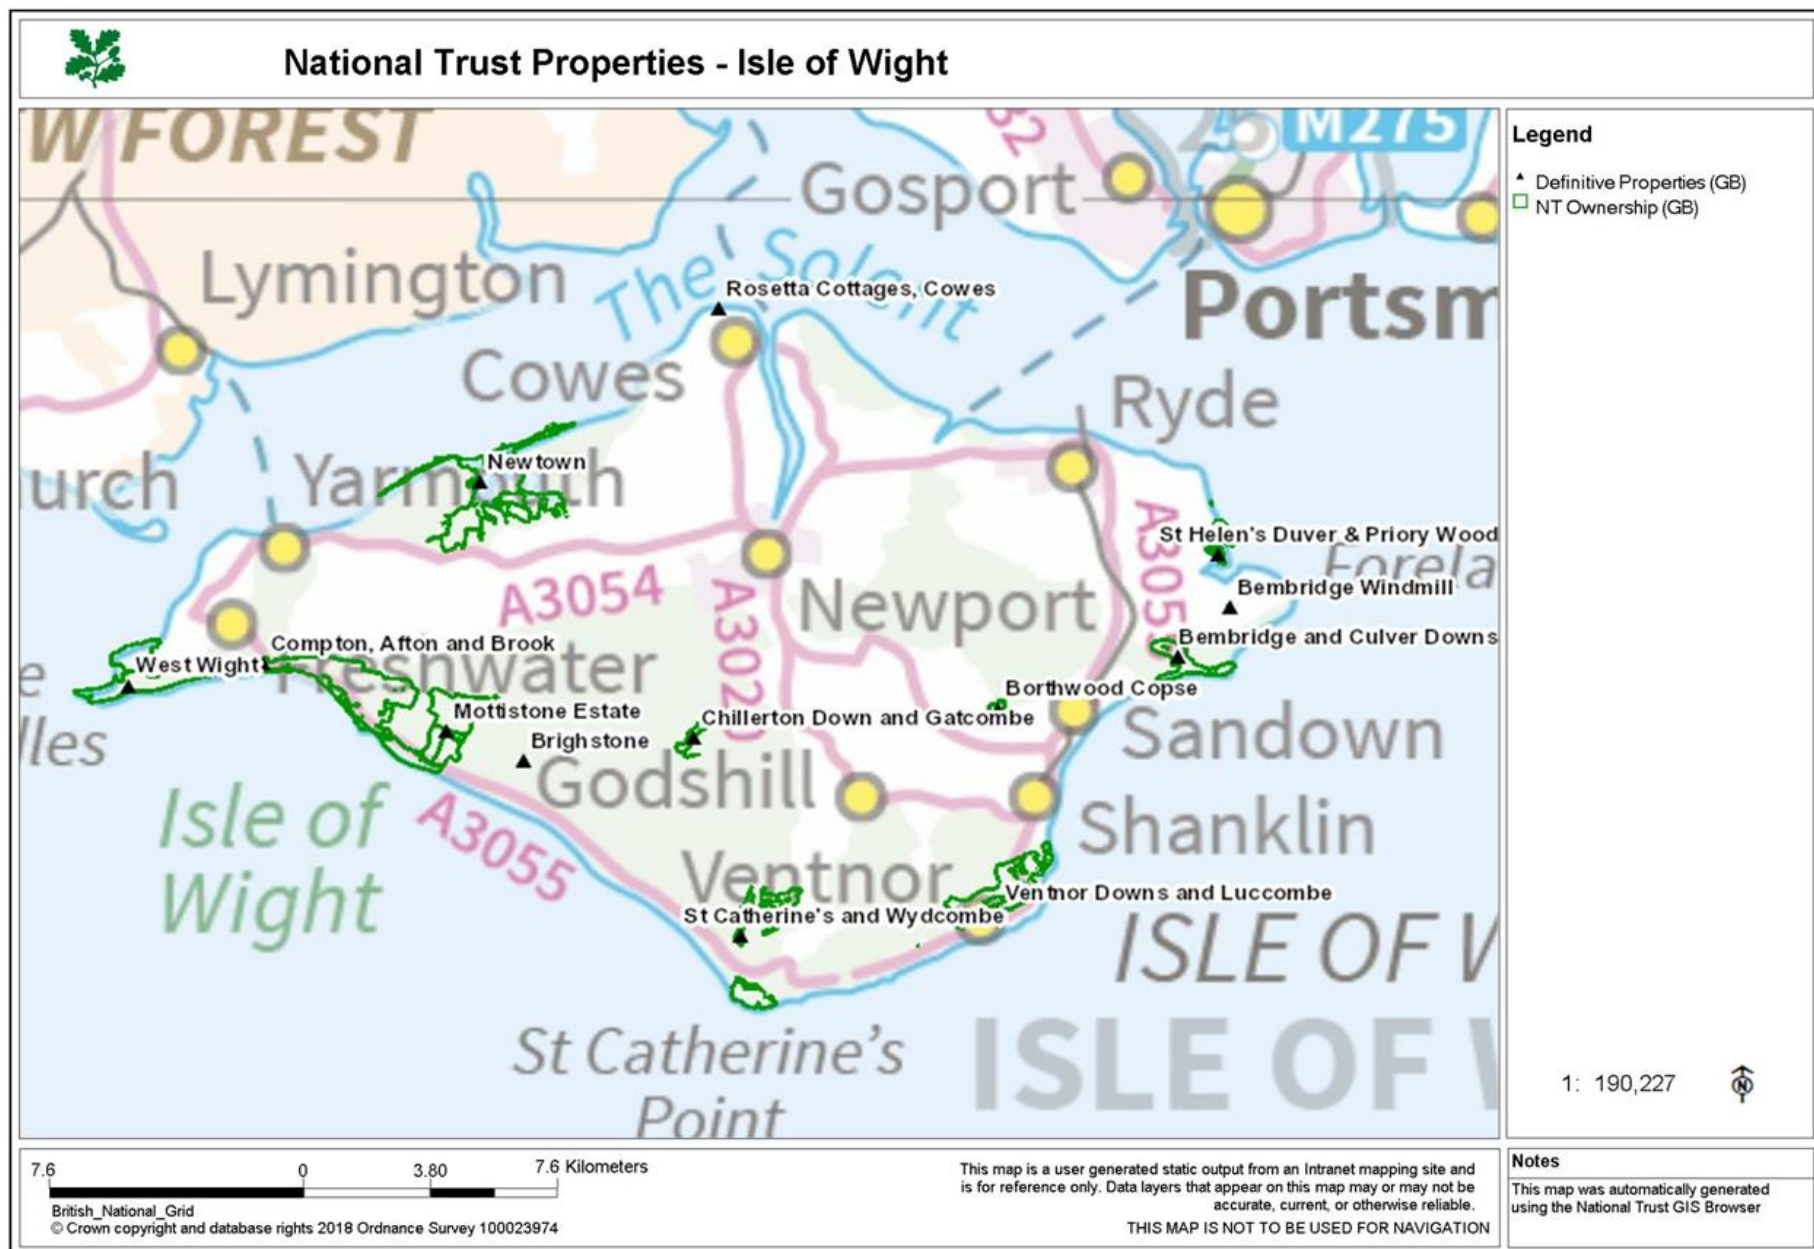 National Trust Properties - Isle of Wight
W FOREST
M275
Gosport
Lymington
The Solent
Rosetta Cottages, Cowes
Portsm
Cowes
Ryde
Newtown
Yarmouth
urch
St Helen's Duver & Priory Wood
Forela
A3054
A3055
Bembridge Windmill
Newport
A302
Compton, Afton and Brook
Bembridge and Culver Downs
West Wight
Freshwater
e
Borthwood Copse
Mottistone Estate
Chillerton Down and Gatcombe
Sandown
lles
Brighstone
Godshill
Isle of
Wight
A3055
Shanklin
Ventnor
Ventnor Downs and Luccombe
St Catherine's and Wydcombe
ISLE OF W
St Catherine's
Point
ISLE OF W
Legend
Definitive Properties (GB)
NT Ownership (GB)
1: 190,227
N
7.6 0 3.80 7.6 Kilometers
British_National_Grid
© Crown copyright and database rights 2018 Ordnance Survey 100023974
This map is a user generated static output from an Intranet mapping site and
is for reference only. Data layers that appear on this map may or may not be
accurate, current, or otherwise reliable.
THIS MAP IS NOT TO BE USED FOR NAVIGATION
Notes
This map was automatically generated
using the National Trust GIS Browser